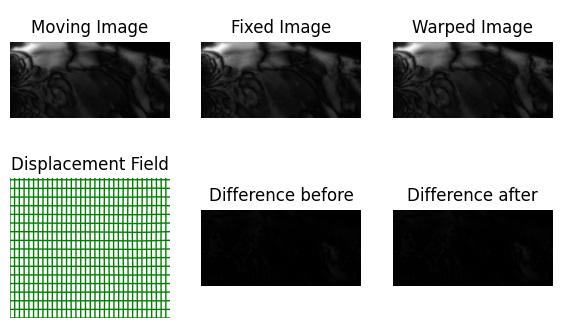 Moving Image
Fixed Image
Warped Image
Displacement Field
Difference before
Difference after